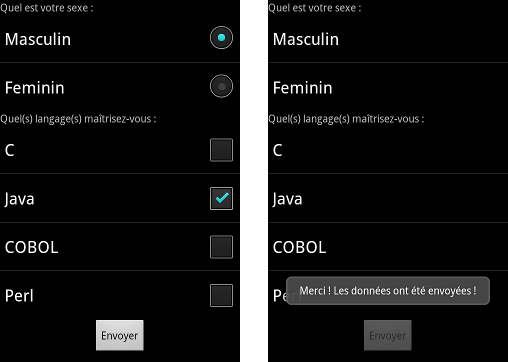 Quel est votre sexe :
Masculin
Feminin
Quel(s) langage(s) maîtrisez-vous :
C
Java
COBOL
Perl
Envoyer
Quel est votre sexe :
Masculin
Feminin
Quel(s) langage(s) maîtrisez-vous :
C
Java
COBOL
Merci ! Les données ont été envoyées !
Envoyer